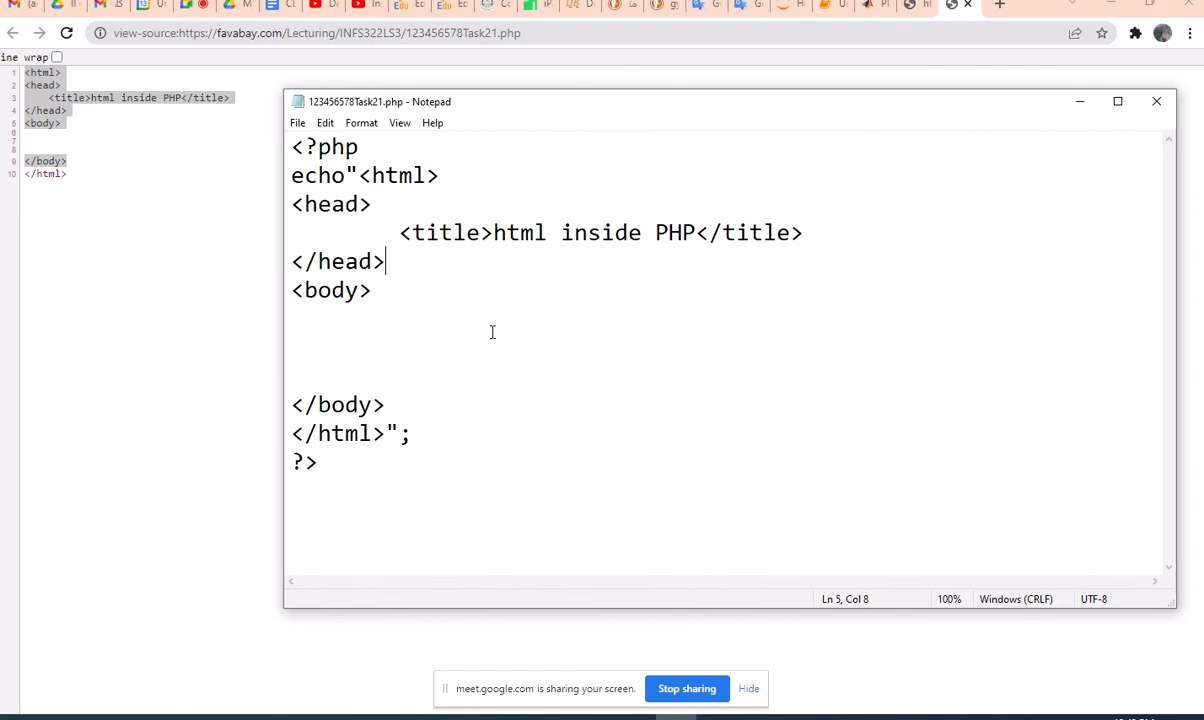 view-source:https://favabay.com/Lecturing/INFS322LS3/123456578Task21.php
ine wrap
1 <html>
2 <head>
3 <title>html inside PHP</title>
4 </head>
5 <body>
6
7
8
9 </body>
10 </html>
123456578Task21.php - Notepad
File Edit Format View Help
<?php
echo"<html>
<head>
<title>html inside PHP</title>
</head>
<body>
</body>
</html>";
?>
Ln 5, Col 8 100% Windows (CRLF) UTF-8
meet.google.com is sharing your screen. Stop sharing Hide